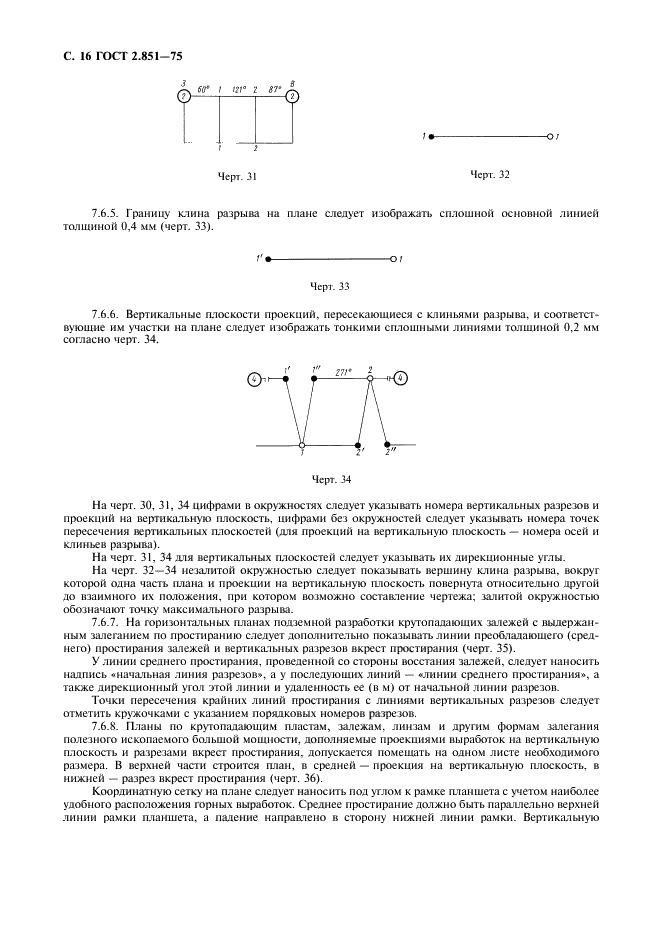 С. 16 ГОСТ 2.851—75
3 60° 1 121° 2 87° 8
2 2
1 2
1 1
Черт. 31
Черт. 32
7.6.5. Границу клина разрыва на плане следует изображать сплошной основной линией
толщиной 0,4 мм (черт. 33).
1' 1
Черт. 33
7.6.6. Вертикальные плоскости проекций, пересекающиеся с клиньями разрыва, и соответст-
вующие им участки на плане следует изображать тонкими сплошными линиями толщиной 0,2 мм
согласно черт. 34.
4 1' 1'' 271° 2 4
1 2' 2''
Черт. 34
На черт. 30, 31, 34 цифрами в окружностях следует указывать номера вертикальных разрезов и
проекций на вертикальную плоскость, цифрами без окружностей следует указывать номера точек
пересечения вертикальных плоскостей (для проекций на вертикальную плоскость — номера осей и
клиньев разрыва).
На черт. 31, 34 для вертикальных плоскостей следует указывать их дирекционные углы.
На черт. 32—34 незалитой окружностью следует показывать вершину клина разрыва, вокруг
которой одна часть плана и проекции на вертикальную плоскость повернута относительно другой
до взаимного их положения, при котором возможно составление чертежа; залитой окружностью
обозначают точку максимального разрыва.
7.6.7. На горизонтальных планах подземной разработки крутопадающих залежей с выдержан-
ным залеганием по простиранию следует дополнительно показывать линии преобладающего (сред-
него) простирания залежей и вертикальных разрезов вкрест простирания (черт. 35).
У линии среднего простирания, проведенной со стороны восстания залежей, следует наносить
надпись «начальная линия разрезов», а у последующих линий — «линии среднего простирания», а
также дирекционный угол этой линии и удаленность ее (в м) от начальной линии разрезов.
Точки пересечения крайних линий простирания с линиями вертикальных разрезов следует
отметить кружочками с указанием порядковых номеров разрезов.
7.6.8. Планы по крутопадающим пластам, залежам, линзам и другим формам залегания
полезного ископаемого большой мощности, дополняемые проекциями выработок на вертикальную
плоскость и разрезами вкрест простирания, допускается помещать на одном листе необходимого
размера. В верхней части строится план, в средней — проекция на вертикальную плоскость, в
нижней — разрез вкрест простирания (черт. 36).
Координатную сетку на плане следует наносить под углом к рамке планшета с учетом наиболее
удобного расположения горных выработок. Среднее простирание должно быть параллельно верхней
линии рамки планшета, а падение направлено в сторону нижней линии рамки. Вертикальную